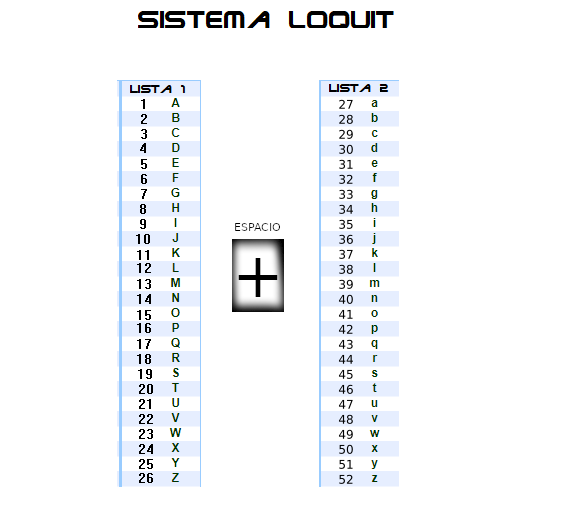 SISTEMA LOQUIT
LISTA 1
1 A
2 B
3 C
4 D
5 E
6 F
7 G
8 H
9 I
10 J
11 K
12 L
13 M
14 N
15 O
16 P
17 Q
18 R
19 S
20 T
21 U
22 V
23 W
24 X
25 Y
26 Z
ESPACIO
+
LISTA 2
27 a
28 b
29 c
30 d
31 e
32 f
33 g
34 h
35 i
36 j
37 k
38 l
39 m
40 n
41 o
42 p
43 q
44 r
45 s
46 t
47 u
48 v
49 w
50 x
51 y
52 z